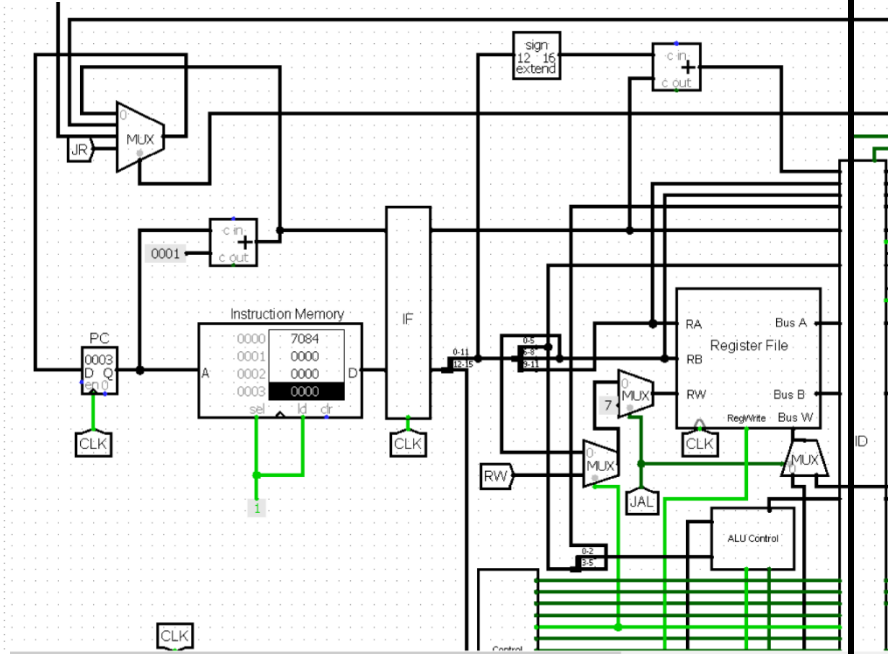 sign
12 16
extend
c in
+
c out
0
MUX
JR
c in
+
c out
0001
Instruction Memory
PC
0003
D Q
en 0
A
0000 7084
0001 0000
0002 0000
0003 0000
D
sel ld clr
1
CLK
IF
CLK
0-11
12-15
0-5
6-8
9-11
RA
RB
RW
Register File
Bus A
Bus B
RegWrite
Bus W
CLK
0
MUX
7
0
MUX
RW
JAL
MUX
0
ID
ALU Control
0-2
3-5
CLK
Control